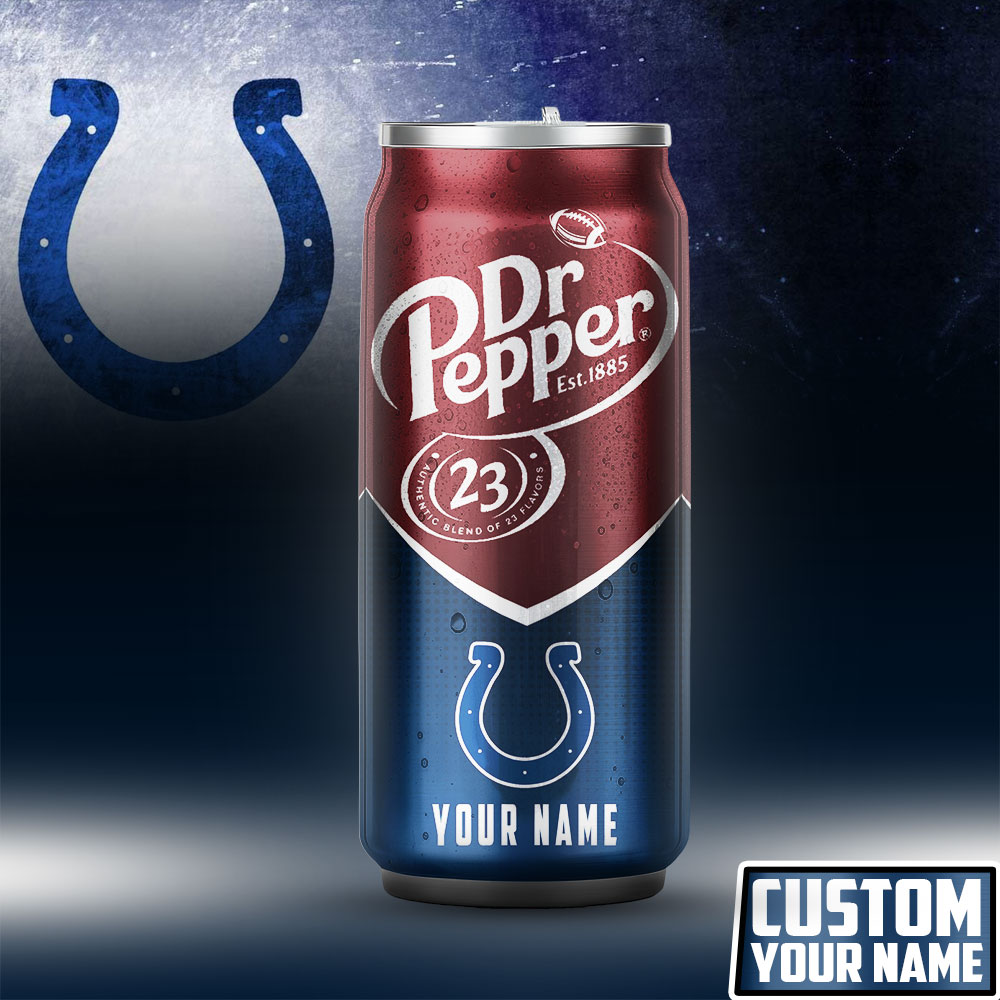 Dr
Pepper®
Est.1885
23
AUTHENTIC BLEND OF 23 FLAVORS
YOUR NAME
CUSTOM
YOUR NAME